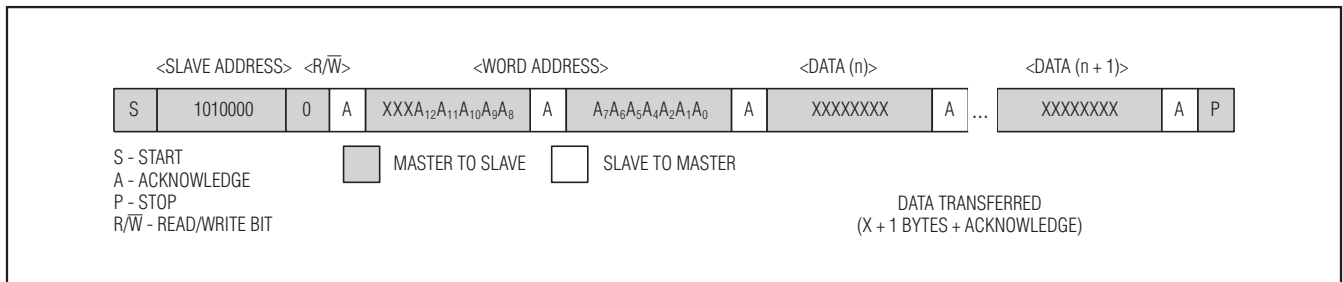 <SLAVE ADDRESS> <R/W̅> <WORD ADDRESS> <DATA (n)> <DATA (n + 1)>
S 1010000 0 A XXXA₁₂A₁₁A₁₀A₉A₈ A A₇A₆A₅A₄A₂A₁A₀ A XXXXXXXX A ... XXXXXXXX A P
S - START
A - ACKNOWLEDGE
P - STOP
R/W̅ - READ/WRITE BIT
MASTER TO SLAVE
SLAVE TO MASTER
DATA TRANSFERRED
(X + 1 BYTES + ACKNOWLEDGE)